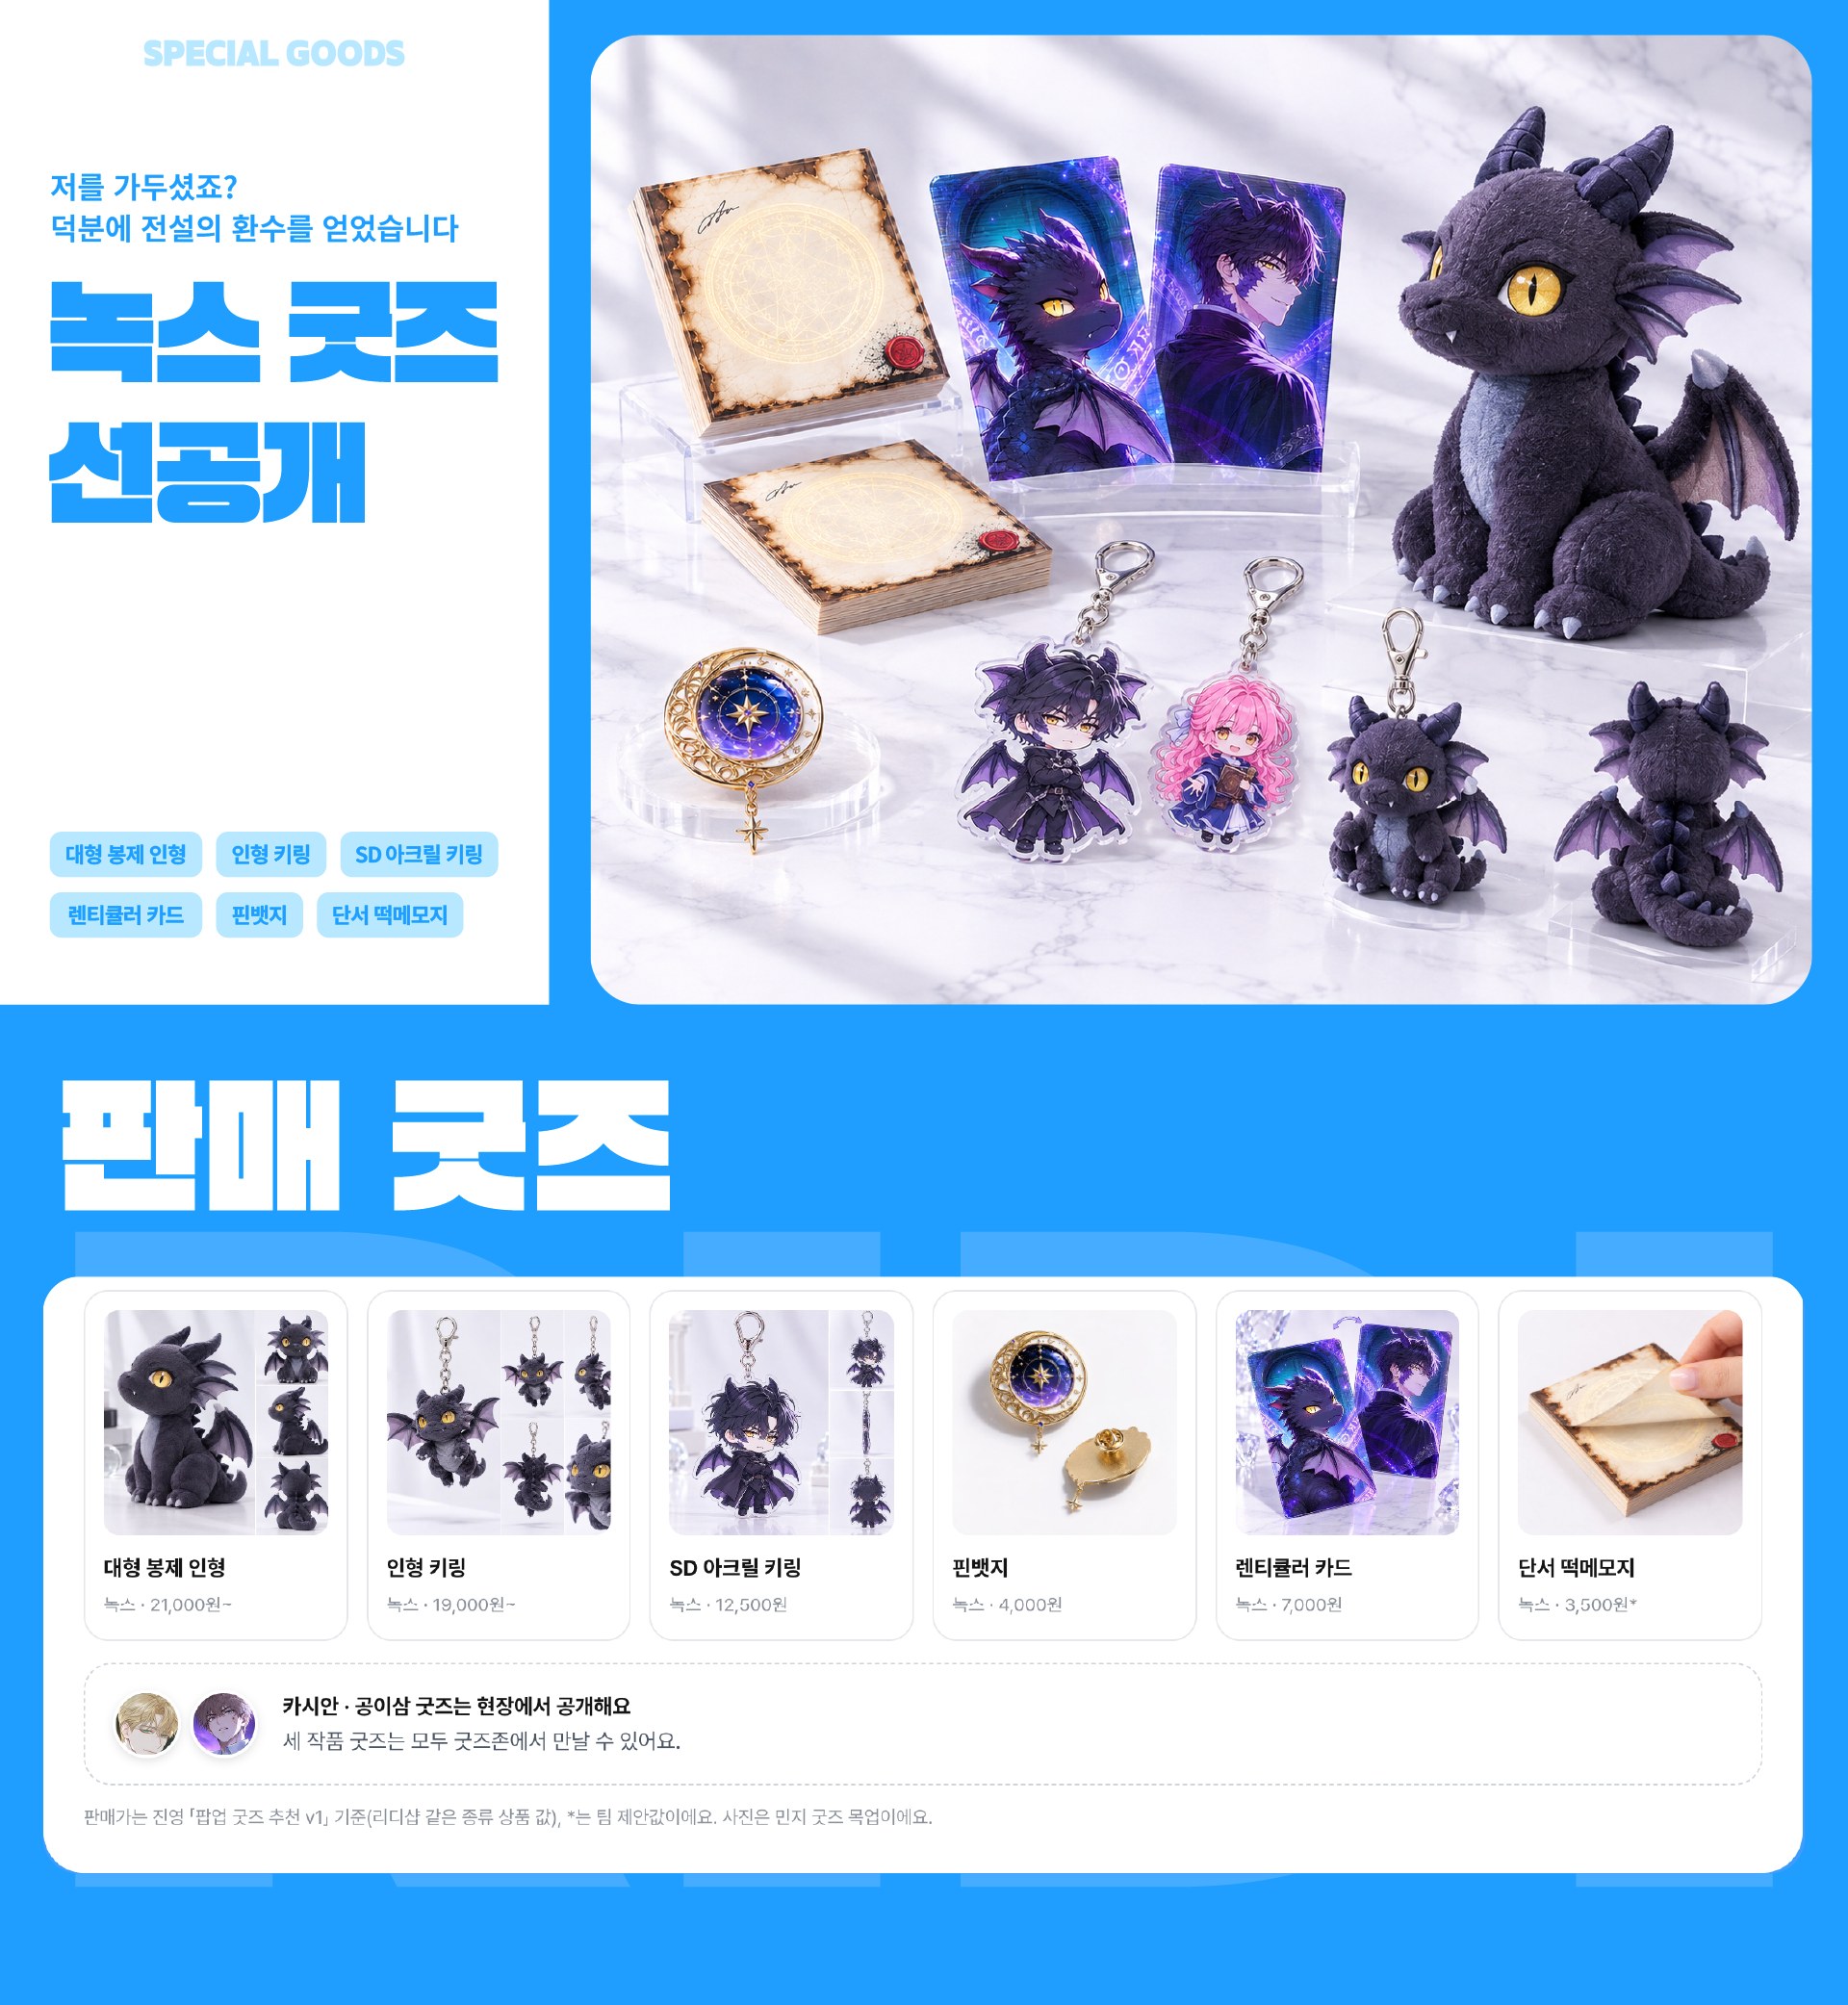 SPECIAL GOODS
저를 가두셨죠?
덕분에 전설의 환수를 얻었습니다
녹스 굿즈
선공개
대형 봉제 인형
인형 키링
SD 아크릴 키링
렌티큘러 카드
핀뱃지
단서 떡메모지
판매 굿즈
RIDI
대형 봉제 인형
녹스 · 21,000원~
인형 키링
녹스 · 19,000원~
SD 아크릴 키링
녹스 · 12,500원
핀뱃지
녹스 · 4,000원
렌티큘러 카드
녹스 · 7,000원
단서 떡메모지
녹스 · 3,500원*
카시안 · 공이삼 굿즈는 현장에서 공개해요
세 작품 굿즈는 모두 굿즈존에서 만날 수 있어요.
판매가는 진영 「팝업 굿즈 추천 v1」 기준(리디샵 같은 종류 상품 값), *는 팀 제안값이에요. 사진은 민지 굿즈 목업이에요.